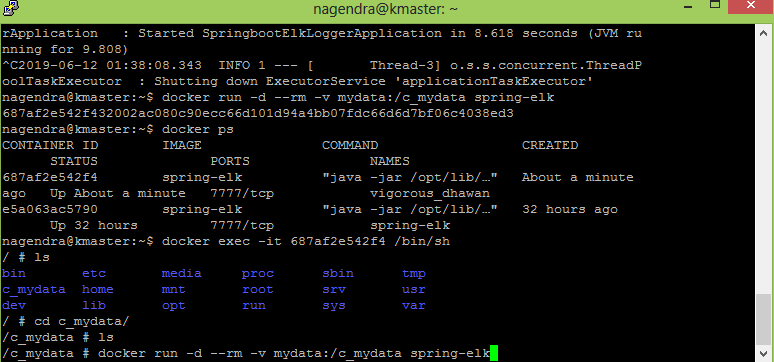 nagendra@kmaster: ~
rApplication   : Started SpringbootElkLoggerApplication in 8.618 seconds (JVM ru
nning for 9.808)
^C2019-06-12 01:38:08.343  INFO 1 --- [       Thread-3] o.s.s.concurrent.ThreadP
oolTaskExecutor  : Shutting down ExecutorService 'applicationTaskExecutor'
nagendra@kmaster:~$ docker run -d --rm -v mydata:/c_mydata spring-elk
687af2e542f432002ac080c90ecc66d101d94a4bb07fdc66d6d7bf06c4038ed3
nagendra@kmaster:~$ docker ps
CONTAINER ID        IMAGE               COMMAND                  CREATED
      STATUS              PORTS               NAMES
687af2e542f4        spring-elk          "java -jar /opt/lib/…"   About a minute
ago   Up About a minute   7777/tcp            vigorous_dhawan
e5a063ac5790        spring-elk          "java -jar /opt/lib/…"   32 hours ago
      Up 32 hours         7777/tcp            spring-elk
nagendra@kmaster:~$ docker exec -it 687af2e542f4 /bin/sh
/ # ls
bin       etc       media     proc      sbin      tmp
c_mydata  home      mnt       root      srv       usr
dev       lib       opt       run       sys       var
/ # cd c_mydata/
/c_mydata # ls
/c_mydata # docker run -d --rm -v mydata:/c_mydata spring-elk